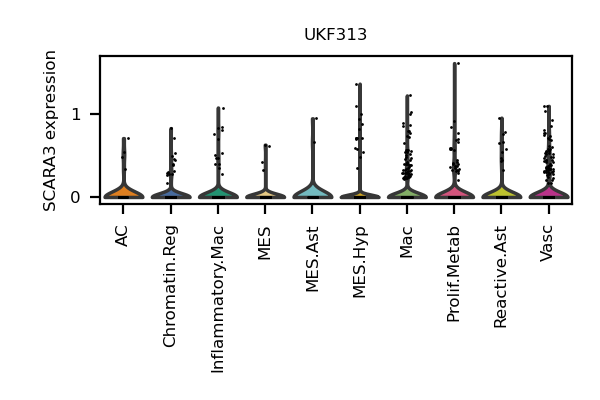 UKF313
SCARA3 expression
1
0
AC
Chromatin.Reg
Inflammatory.Mac
MES
MES.Ast
MES.Hyp
Mac
Prolif.Metab
Reactive.Ast
Vasc